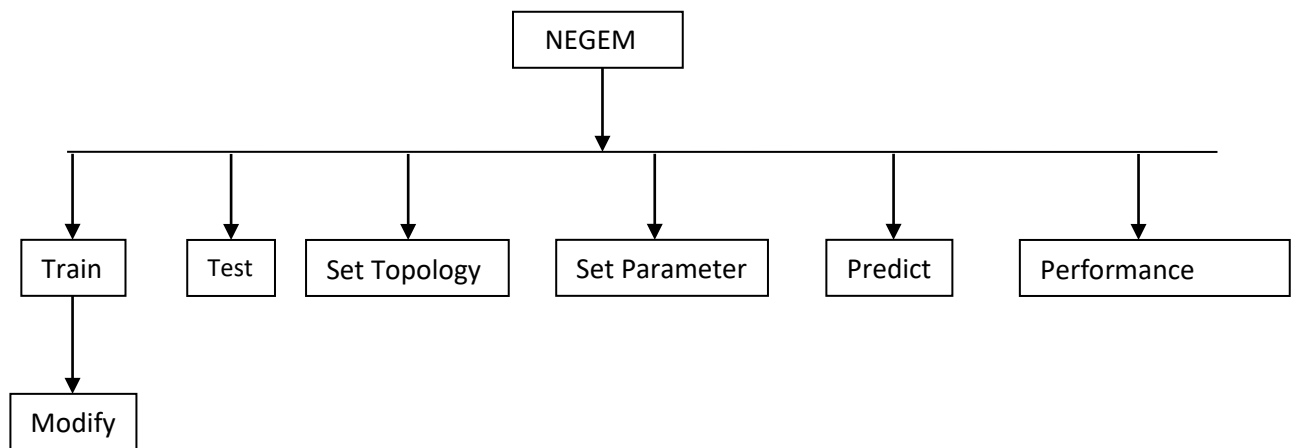 NEGEM
Train
Test
Set Topology
Set Parameter
Predict
Performance
Modify